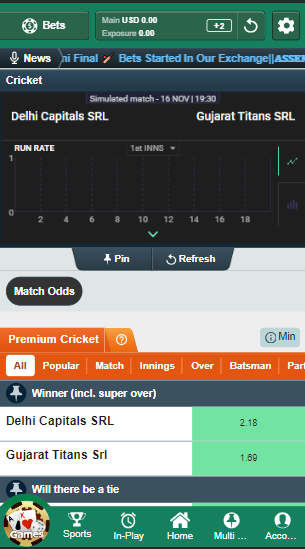 Bets
Main USD 0.00
Exposure 0.00
+2
News
ni Final
Bets Started In Our Exchange||
Cricket
Simulated match - 16 NOV | 19:30
Delhi Capitals SRL
Gujarat Titans SRL
RUN RATE
1st INNS
1
0
2 4 6 8 10 12 14 16 18
Pin
Refresh
Match Odds
Premium Cricket
Min
All Popular Match Innings Over Batsman Part
Winner (incl. super over)
Delhi Capitals SRL
2.18
Gujarat Titans Srl
1.69
Will there be a tie
Games
Sports
In-Play
Home
Multi ...
Acco...